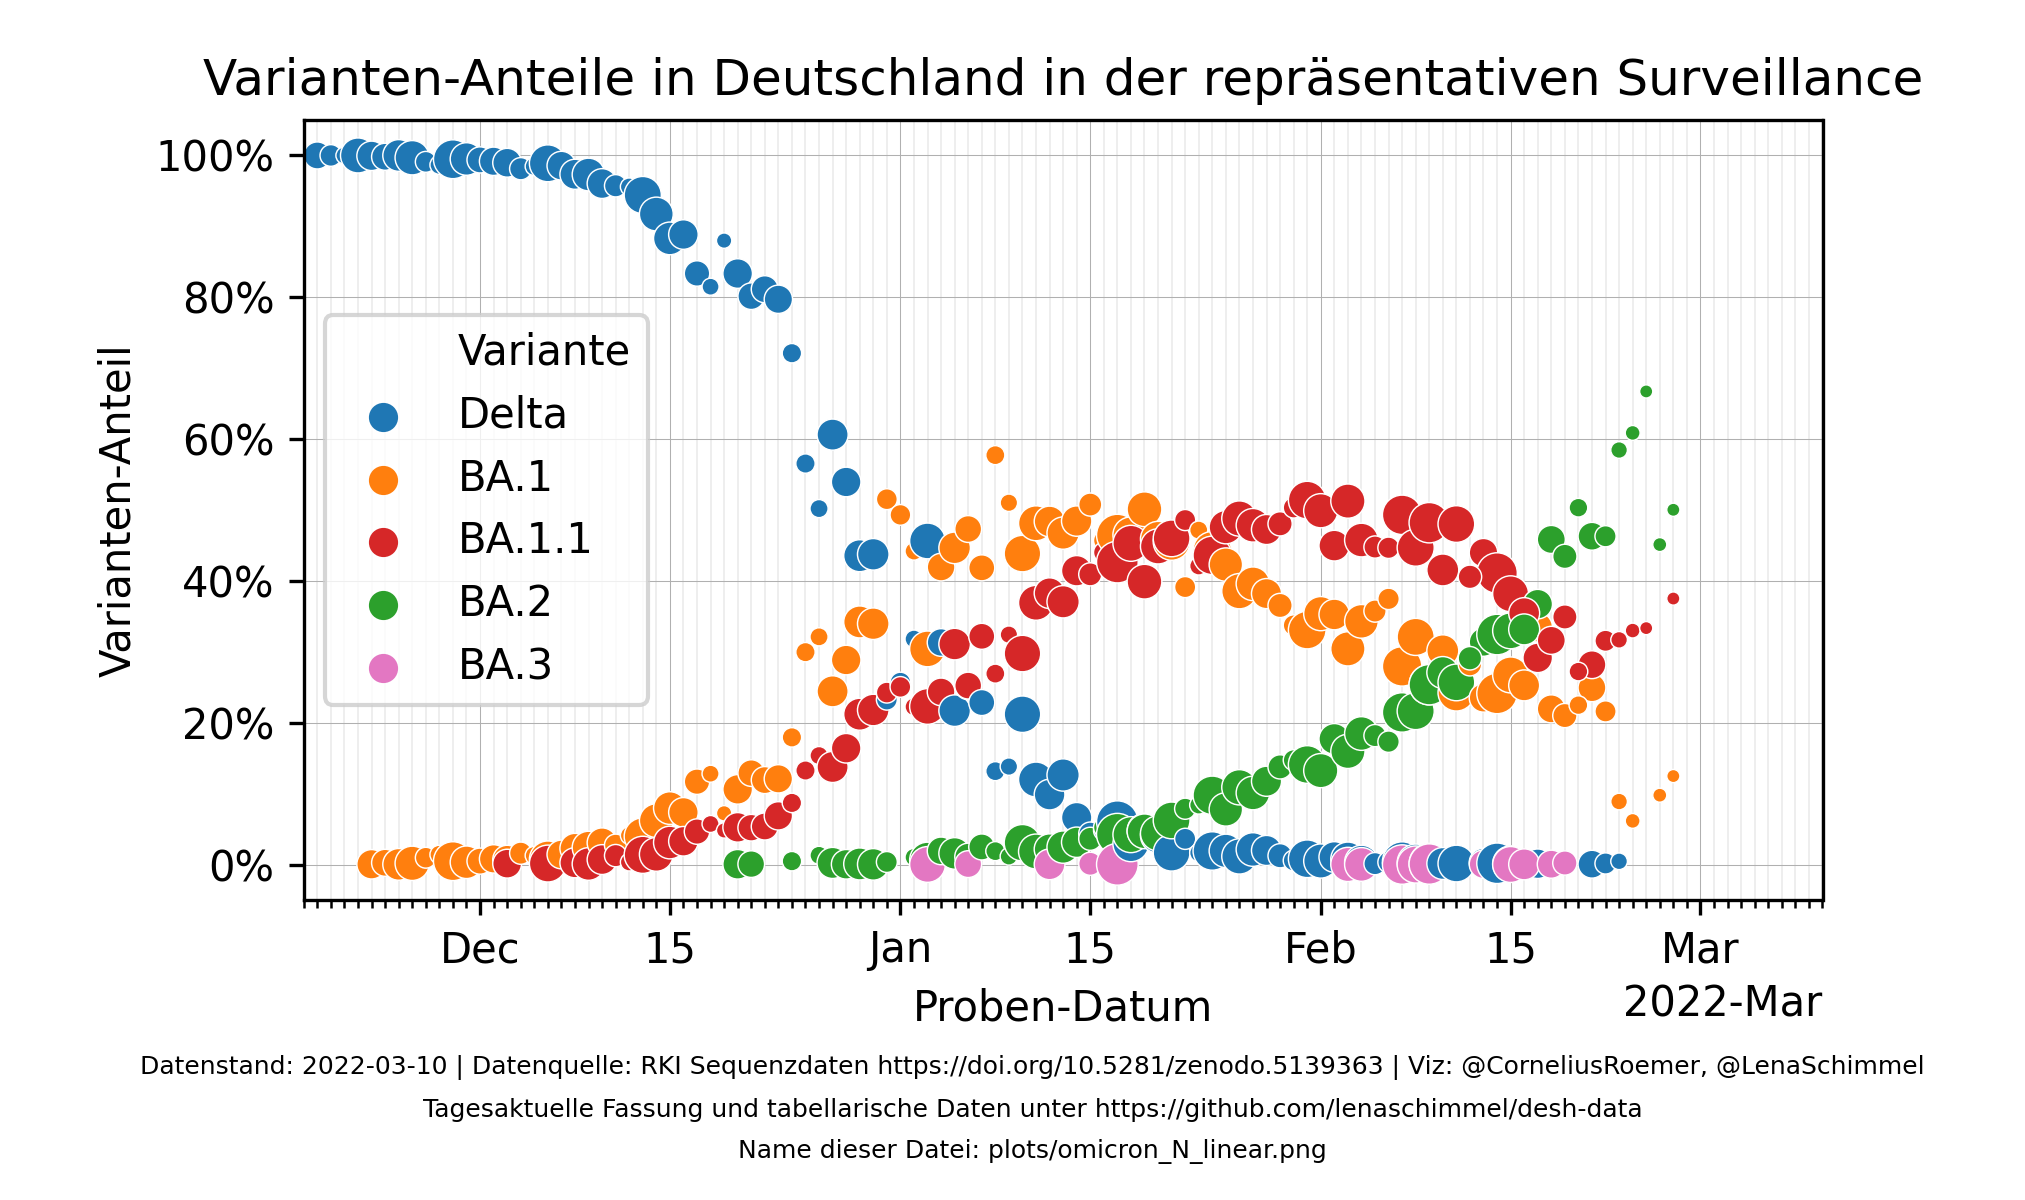 Varianten-Anteile in Deutschland in der repräsentativen Surveillance
100%
80%
60%
40%
20%
0%
Varianten-Anteil
Variante
Delta
BA.1
BA.1.1
BA.2
BA.3
Dec 15 Jan 15 Feb 15 Mar
2022-Mar
Proben-Datum
Datenstand: 2022-03-10 | Datenquelle: RKI Sequenzdaten https://doi.org/10.5281/zenodo.5139363 | Viz: @CorneliusRoemer, @LenaSchimmel
Tagesaktuelle Fassung und tabellarische Daten unter https://github.com/lenaschimmel/desh-data
Name dieser Datei: plots/omicron_N_linear.png